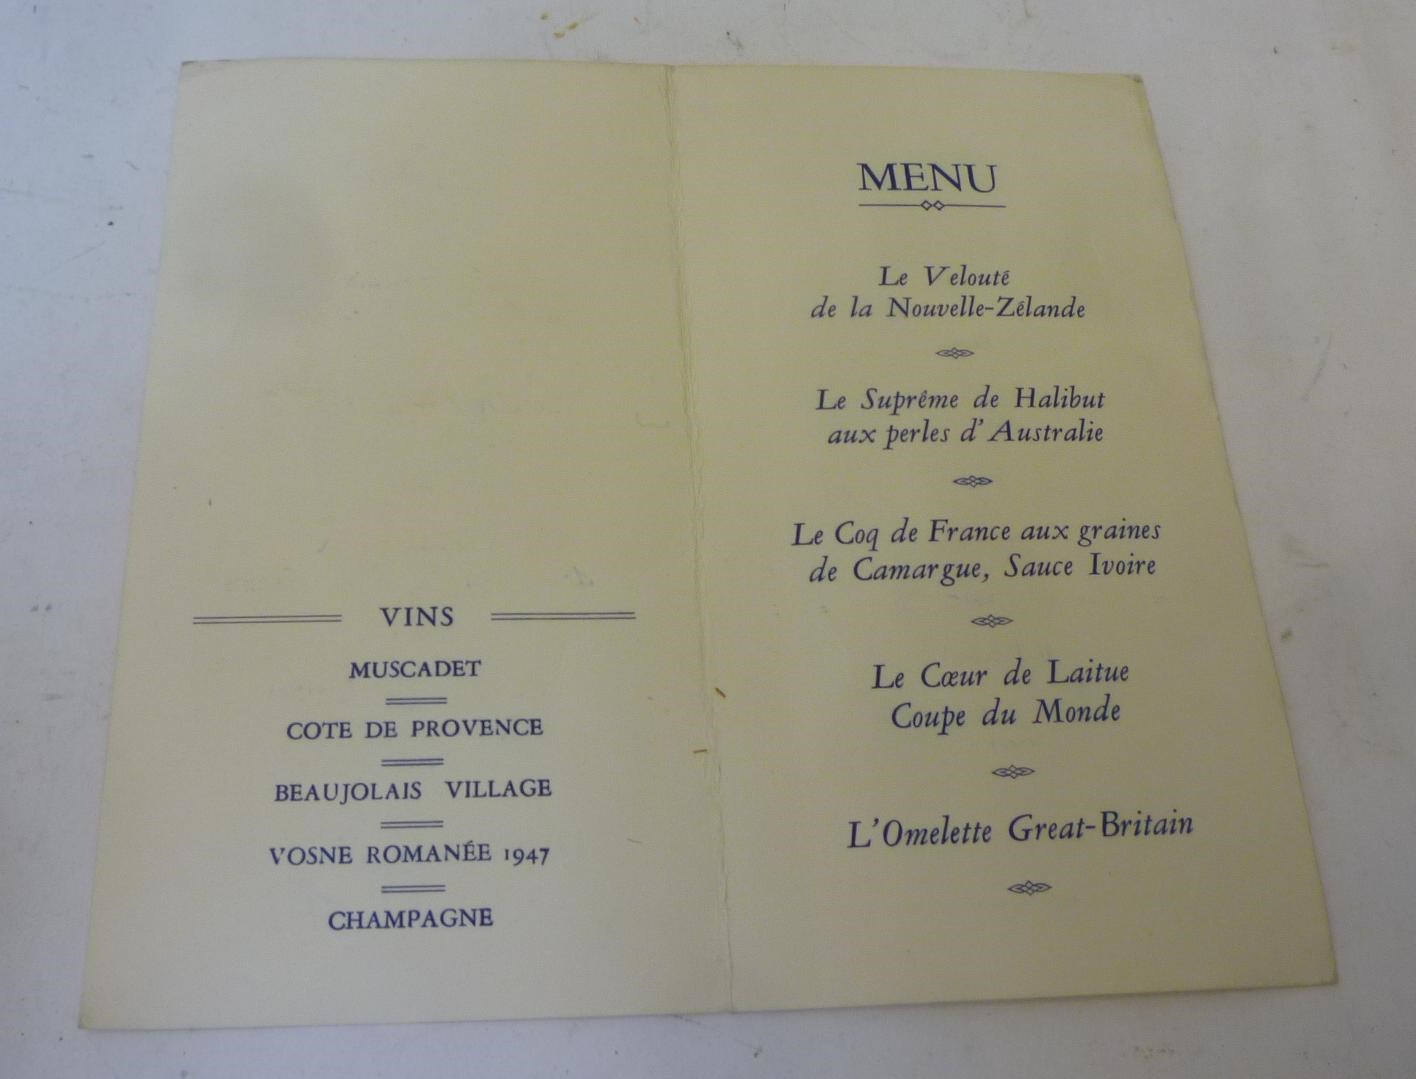 VINS
MUSCADET
COTE DE PROVENCE
BEAUJOLAIS VILLAGE
VOSNE ROMANÉE 1947
CHAMPAGNE
MENU
Le Velouté
de la Nouvelle-Zélande
Le Suprême de Halibut
aux perles d'Australie
Le Coq de France aux graines
de Camargue, Sauce Ivoire
Le Cœur de Laitue
Coupe du Monde
L'Omelette Great-Britain